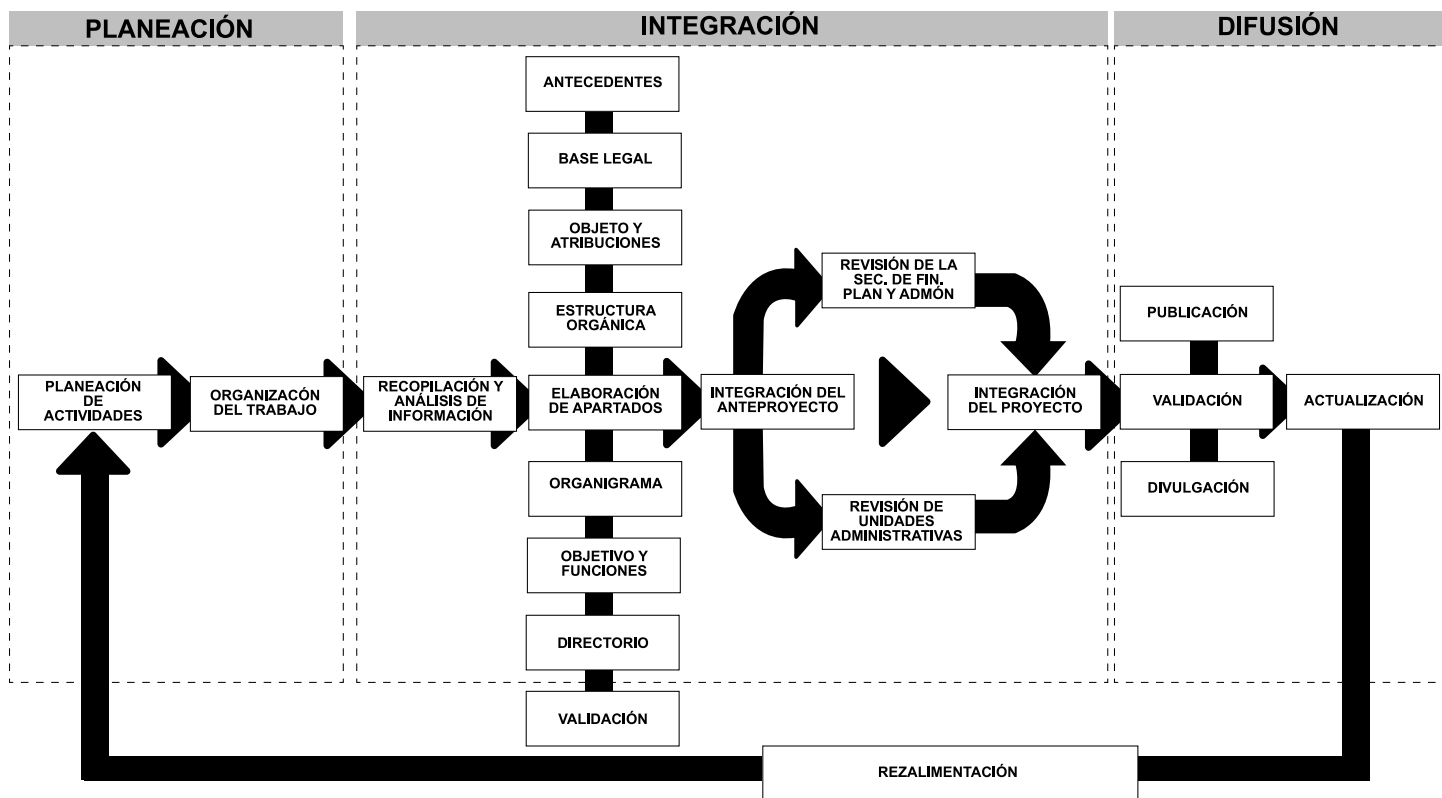 PLANEACIÓN
INTEGRACIÓN
DIFUSIÓN
ANTECEDENTES
BASE LEGAL
OBJETO Y
ATRIBUCIONES
ESTRUCTURA
ORGÁNICA
PLANEACIÓN
DE
ACTIVIDADES
ORGANIZACÓN
DEL TRABAJO
RECOPILACIÓN Y
ANÁLISIS DE
INFORMACIÓN
ELABORACIÓN
DE APARTADOS
ORGANIGRAMA
OBJETIVO Y
FUNCIONES
DIRECTORIO
VALIDACIÓN
INTEGRACIÓN DEL
ANTEPROYECTO
REVISIÓN DE LA
SEC. DE FIN.
PLAN Y ADMÓN
REVISIÓN DE
UNIDADES
ADMINISTRATIVAS
INTEGRACIÓN
DEL PROYECTO
PUBLICACIÓN
VALIDACIÓN
DIVULGACIÓN
ACTUALIZACIÓN
REZALIMENTACIÓN